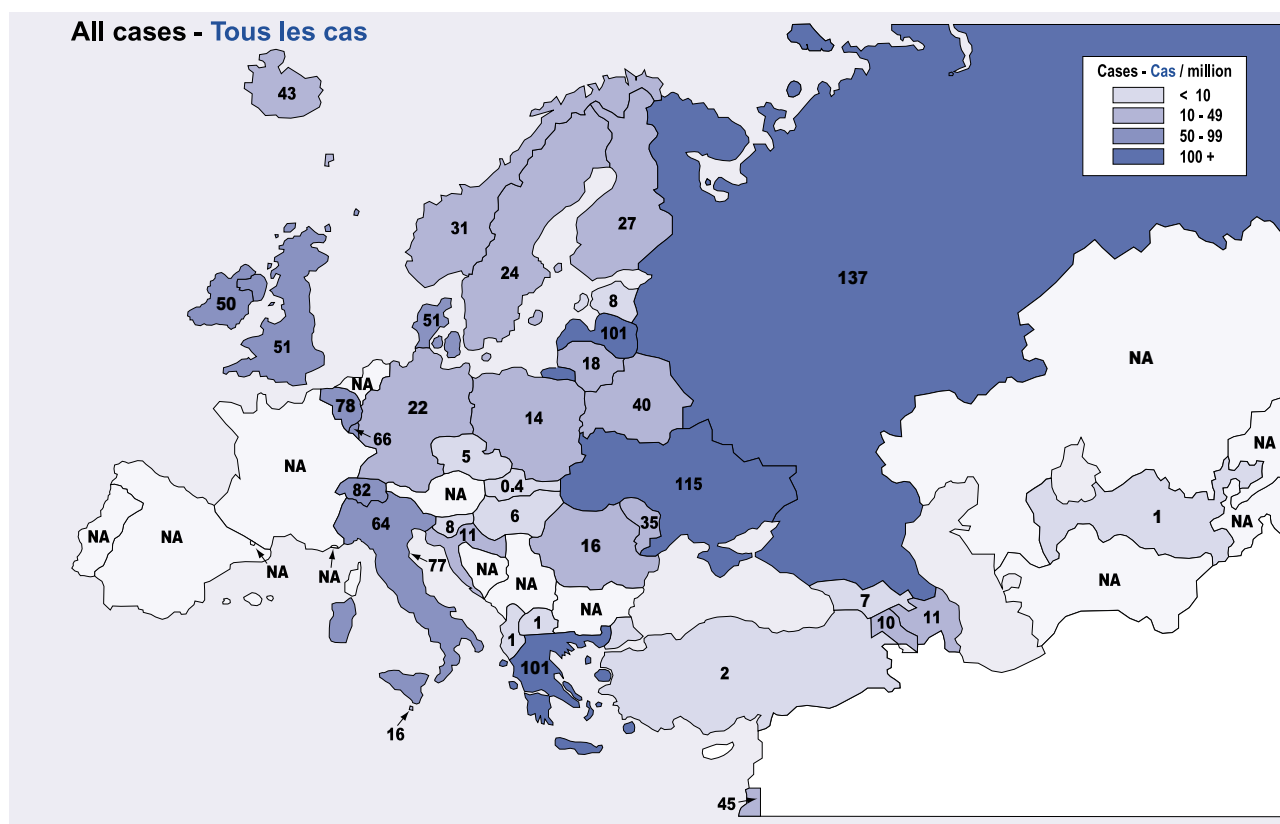 All cases - Tous les cas
Cases - Cas / million
< 10
10 - 49
50 - 99
100 +
43
31
27
24
137
8
50
51
101
51
18
NA
NA
78
22
14
40
66
NA
5
NA
82
0.4
115
NA
1
64
8
6
NA
NA
11
35
16
77
NA
NA
NA
NA
NA
NA
7
1
10
11
1
101
2
16
45